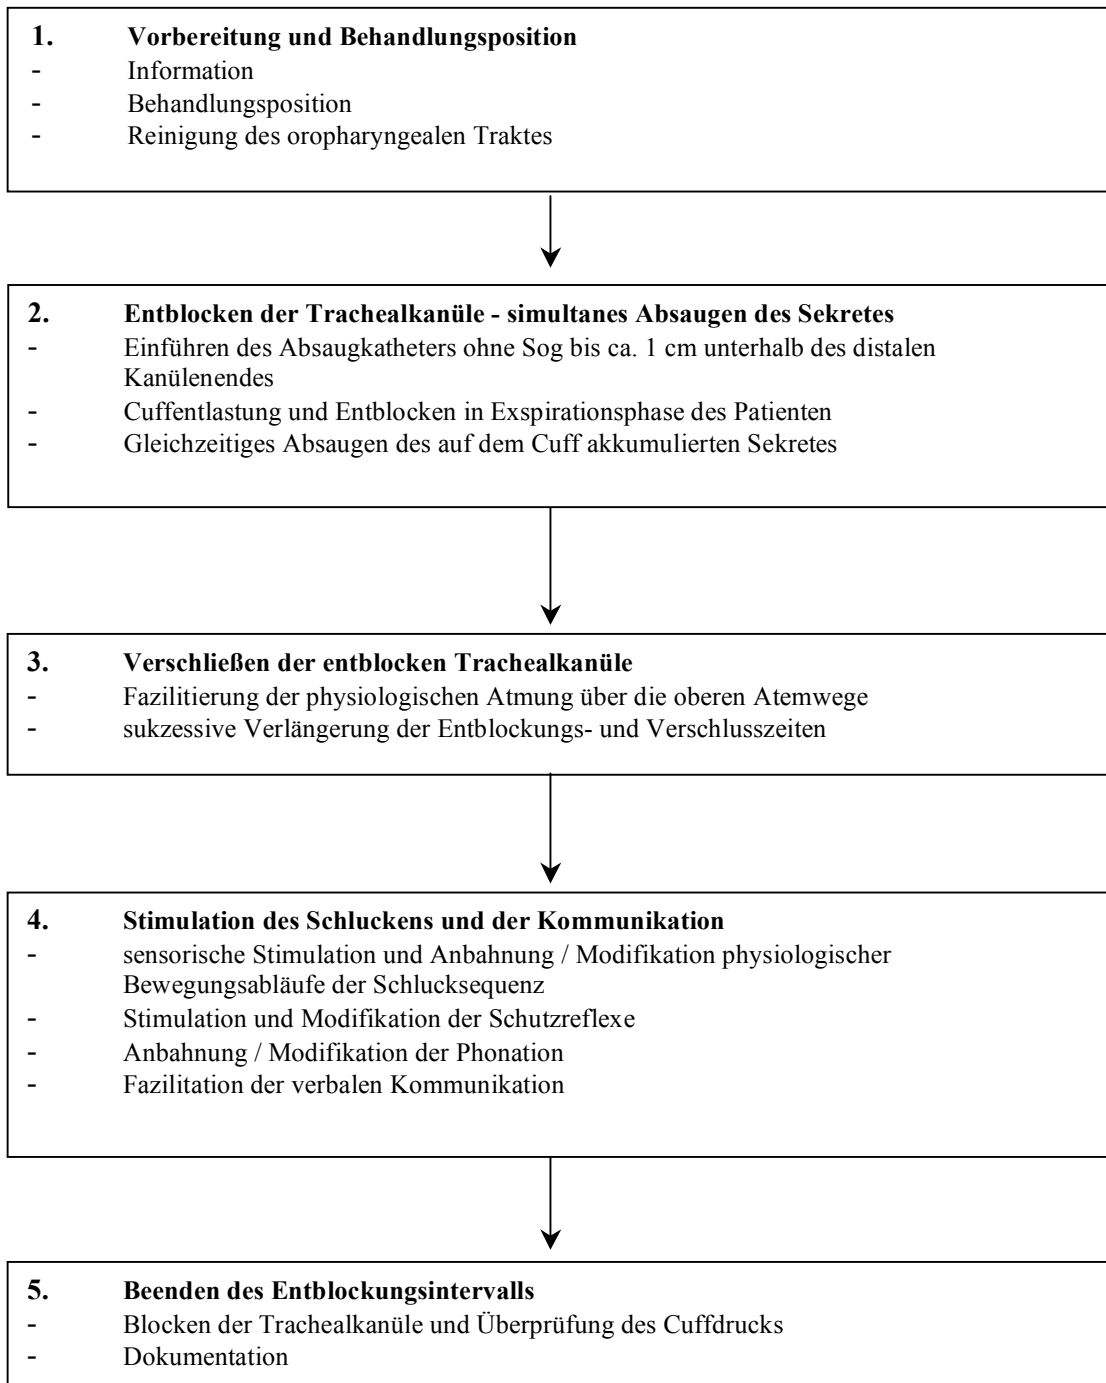 1. Vorbereitung und Behandlungsposition
- Information
- Behandlungsposition
- Reinigung des oropharyngealen Traktes
2. Entblocken der Trachealkanüle - simultanes Absaugen des Sekretes
- Einführen des Absaugkatheters ohne Sog bis ca. 1 cm unterhalb des distalen
Kanülenendes
- Cuffentlastung und Entblocken in Exspirationsphase des Patienten
- Gleichzeitiges Absaugen des auf dem Cuff akkumulierten Sekretes
3. Verschließen der entblocken Trachealkanüle
- Fazilitierung der physiologischen Atmung über die oberen Atemwege
- sukzessive Verlängerung der Entblockungs- und Verschlusszeiten
4. Stimulation des Schluckens und der Kommunikation
- sensorische Stimulation und Anbahnung / Modifikation physiologischer
Bewegungsabläufe der Schlucksequenz
- Stimulation und Modifikation der Schutzreflexe
- Anbahnung / Modifikation der Phonation
- Fazilitation der verbalen Kommunikation
5. Beenden des Entblockungsintervalls
- Blocken der Trachealkanüle und Überprüfung des Cuffdrucks
- Dokumentation